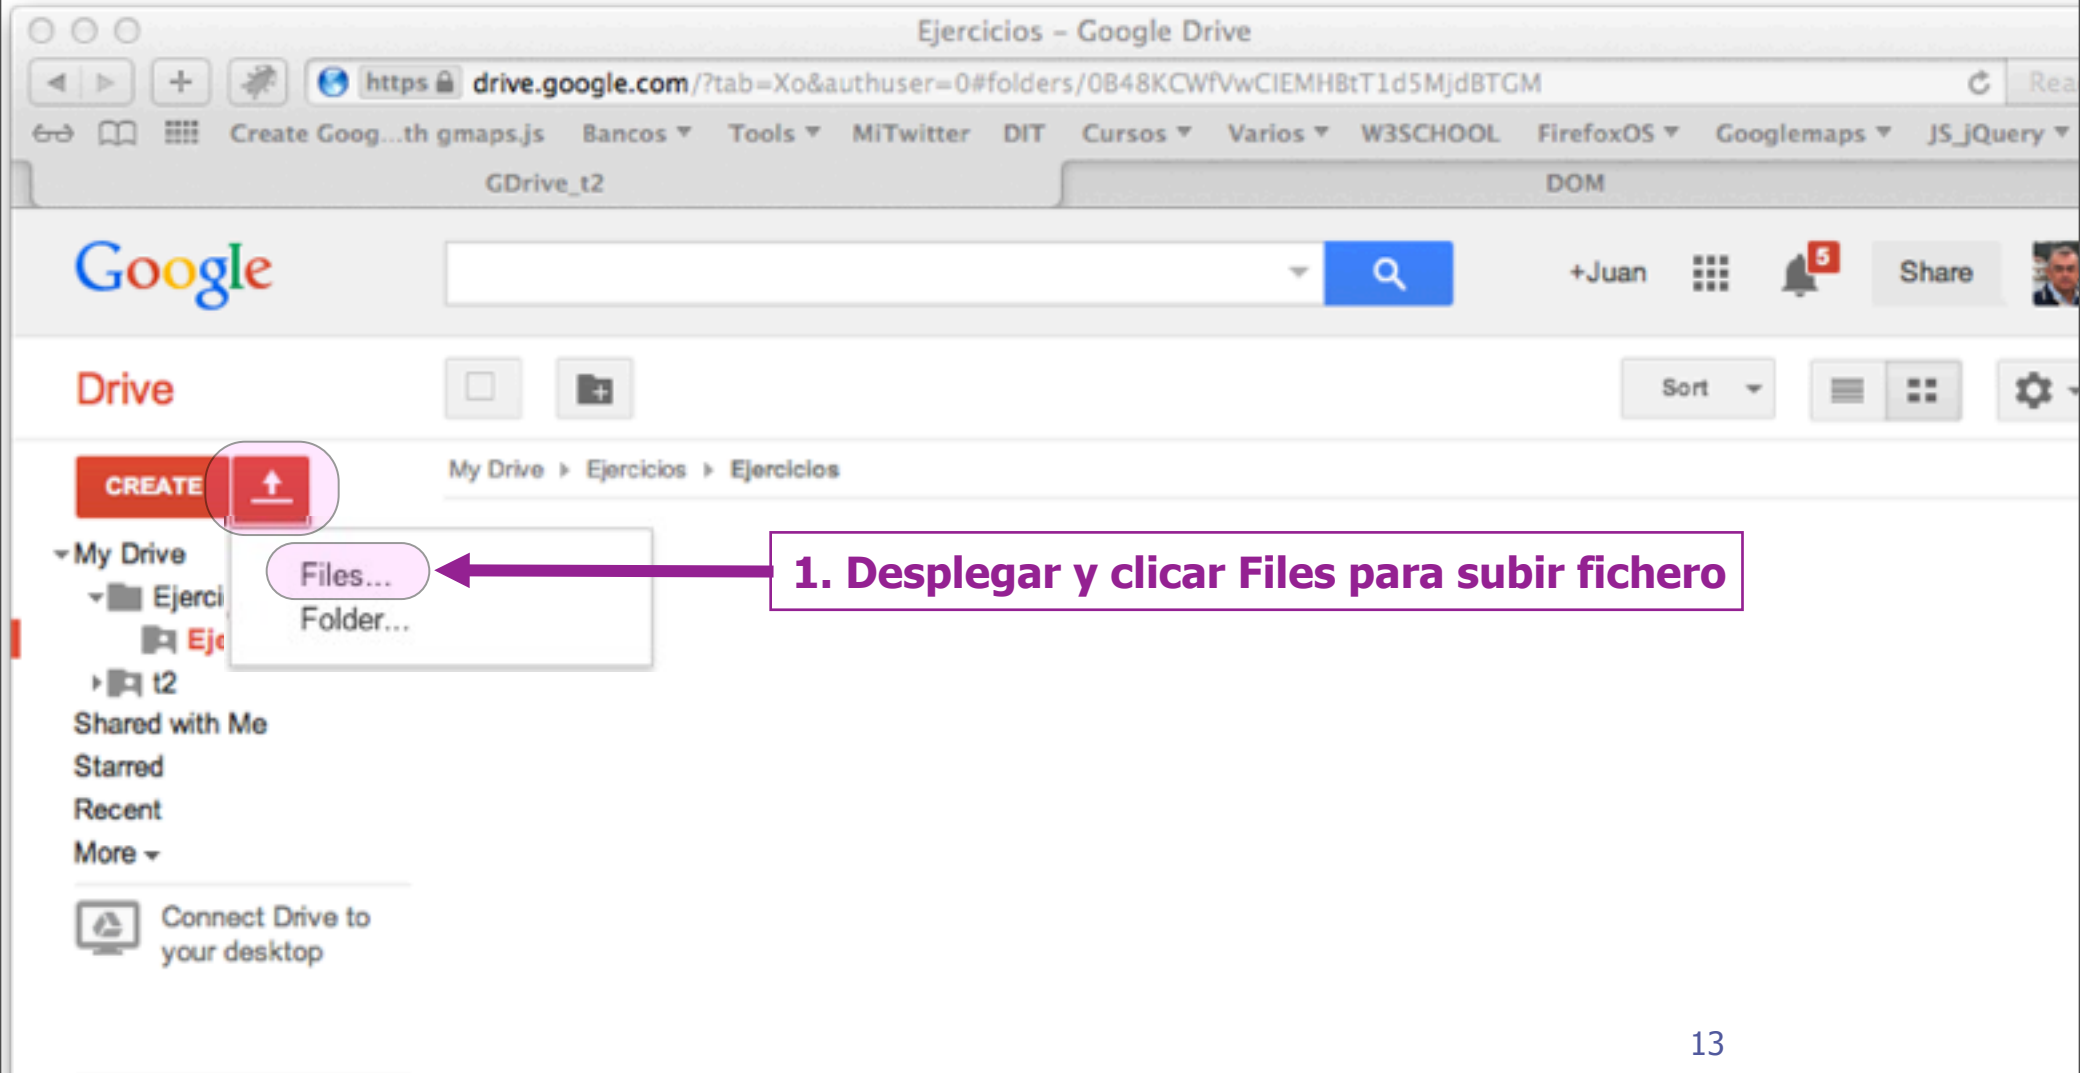 Ejercicios – Google Drive
https drive.google.com/?tab=Xo&authuser=0#folders/0B48KCWfVwCIEMHBtT1d5MjdBTGM
Create Goog...th gmaps.js Bancos Tools MiTwitter DIT Cursos Varios W3SCHOOL FirefoxOS Googlemaps JS_jQuery
GDrive_t2 DOM
Google +Juan 5 Share
Drive Sort
CREATE My Drive Ejercicios Ejercicios
My Drive
Files...
1. Desplegar y clicar Files para subir fichero
Ejerci
Folder...
Eje
t2
Shared with Me
Starred
Recent
More
Connect Drive to
your desktop
13